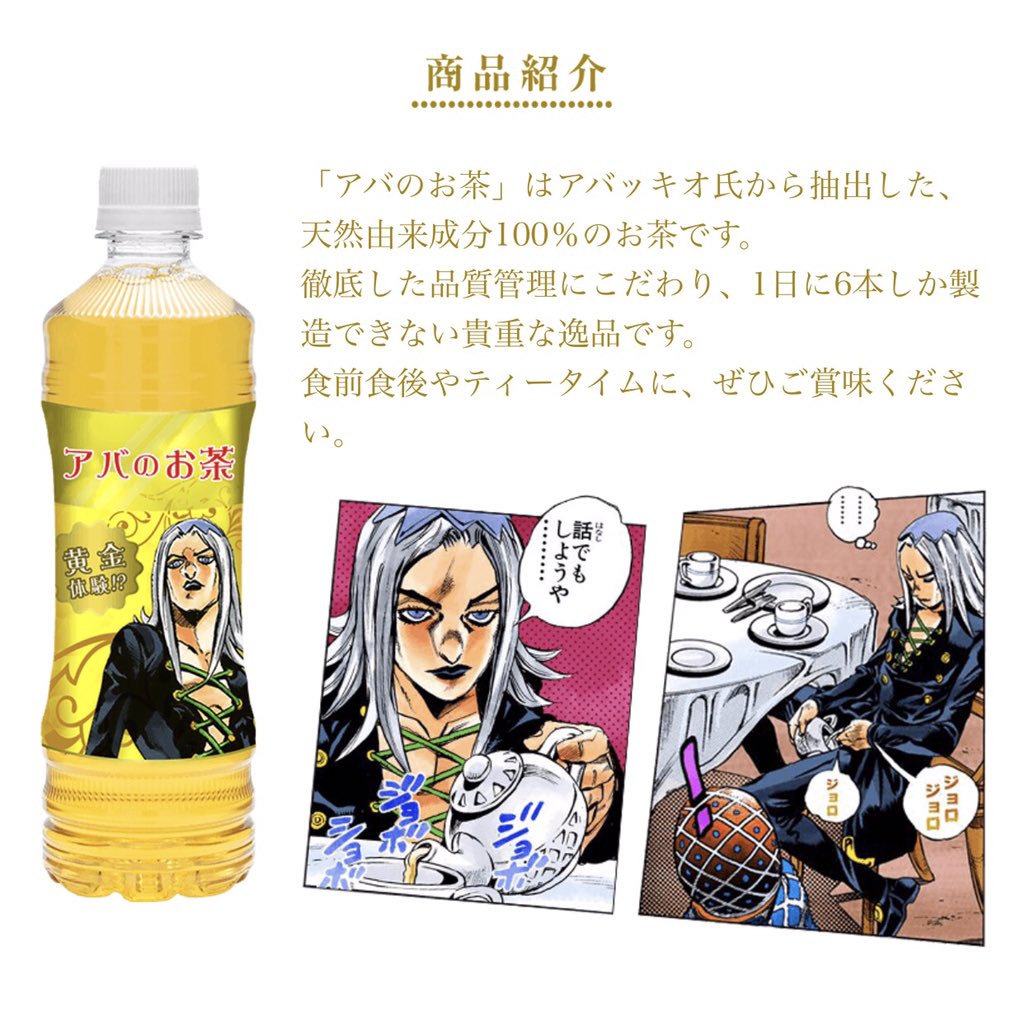 商品紹介
「アバのお茶」はアバッキオ氏から抽出した、
天然由来成分100％のお茶です。
徹底した品質管理にこだわり、1日に6本しか製
造できない貴重な逸品です。
食前食後やティータイムに、ぜひご賞味くださ
い。
アバのお茶
黄金
体験!?
話でも
はなし
しようや
………
ジョボ
ジョボ
ジョボ
……
……
ジョロ
ジョロ
ジョロ